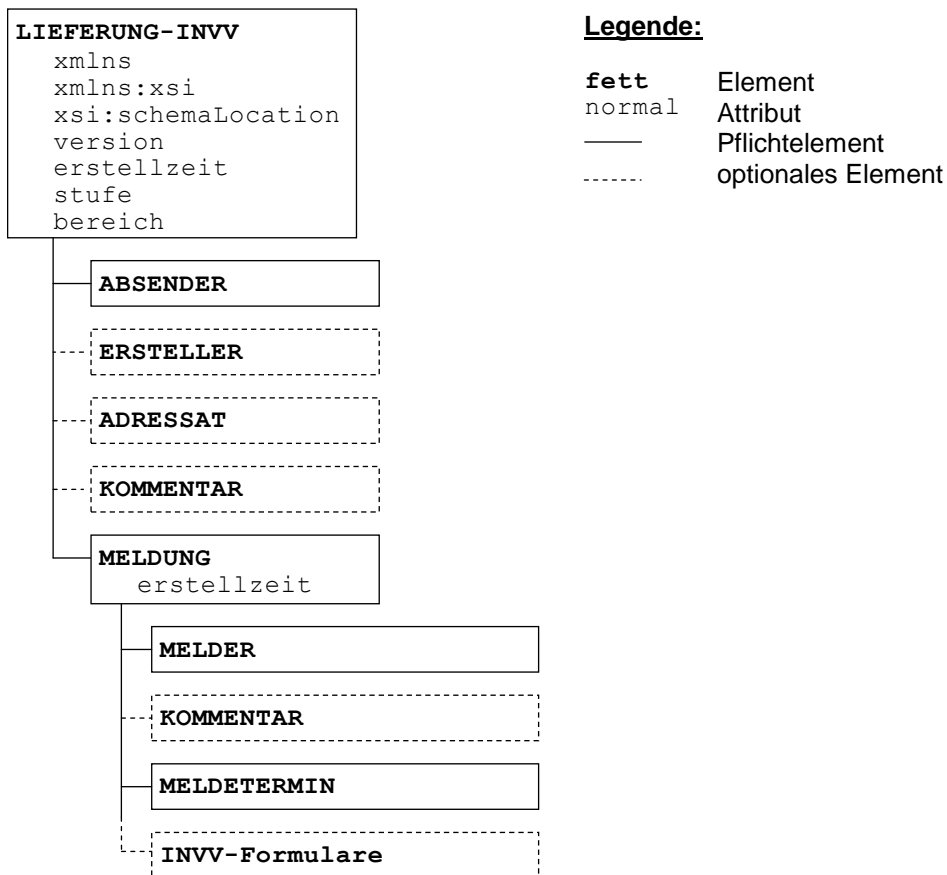 LIEFERUNG-INVV
xmlns
xmlns:xsi
xsi:schemaLocation
version
erstellzeit
stufe
bereich
ABSENDER
ERSTELLER
ADRESSAT
KOMMENTAR
MELDUNG
erstellzeit
MELDER
KOMMENTAR
MELDETERMIN
INVV-Formulare
Legende:
fett Element
normal Attribut
Pflichtelement
optionales Element